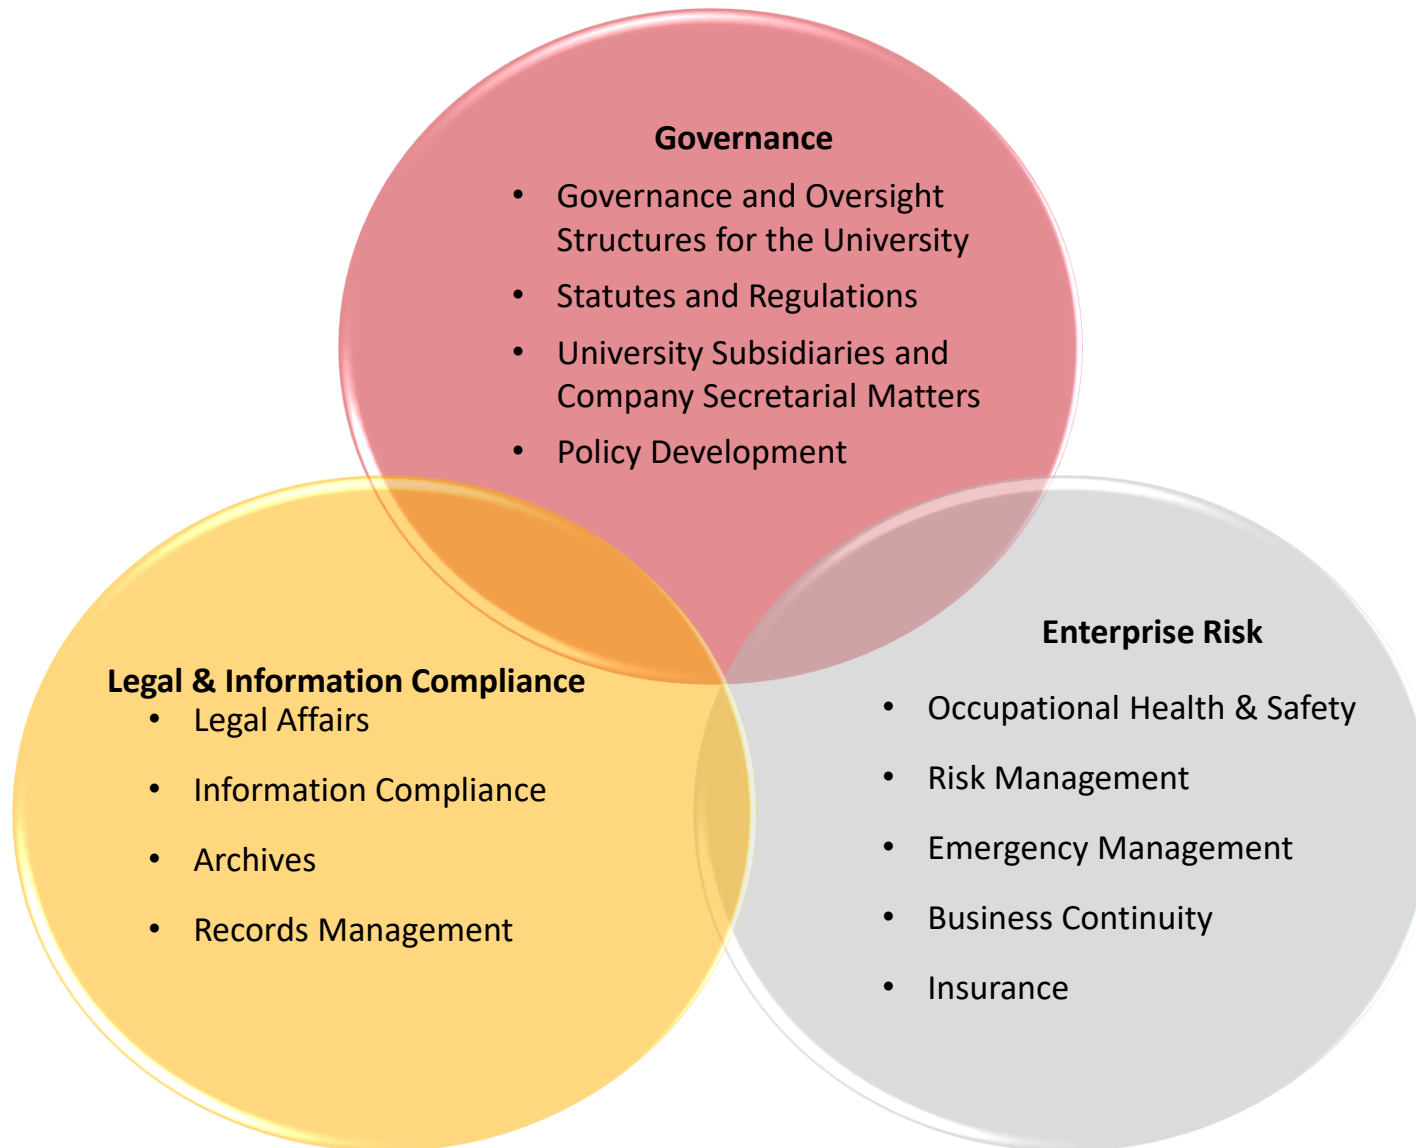 Governance
• Governance and Oversight
Structures for the University
• Statutes and Regulations
• University Subsidiaries and
Company Secretarial Matters
• Policy Development
Legal & Information Compliance
• Legal Affairs
• Information Compliance
• Archives
• Records Management
Enterprise Risk
• Occupational Health & Safety
• Risk Management
• Emergency Management
• Business Continuity
• Insurance